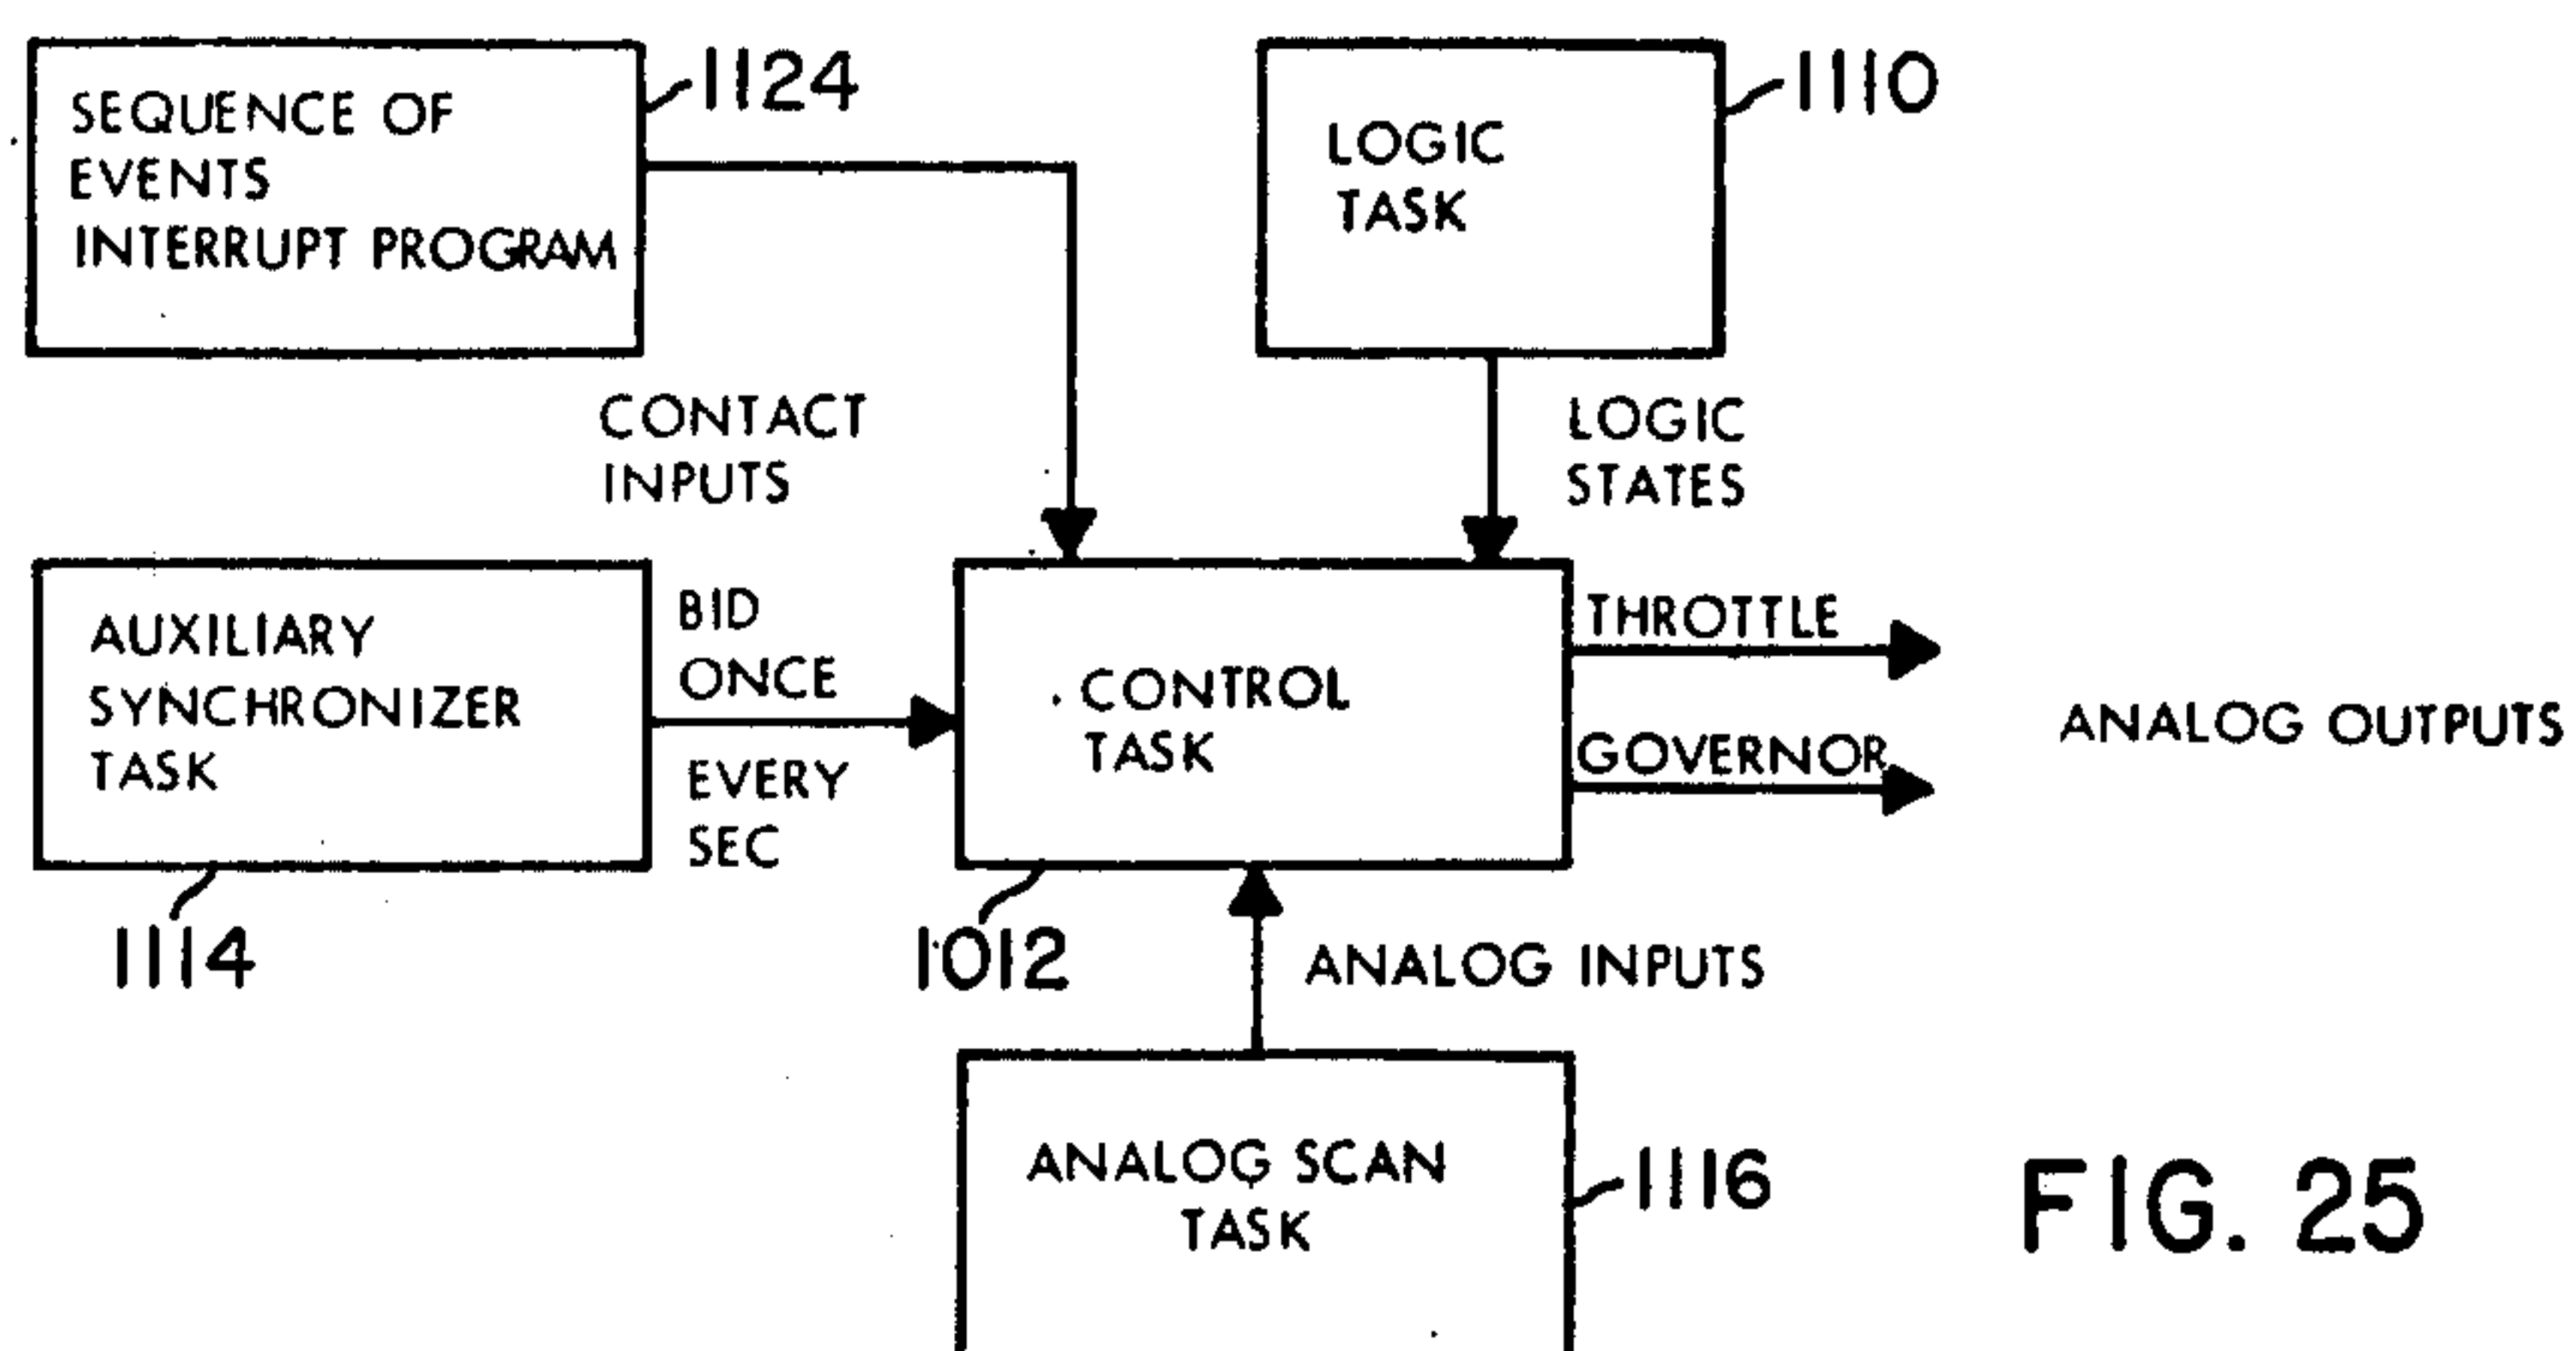 SEQUENCE OF
EVENTS
INTERRUPT PROGRAM
1124
LOGIC
TASK
1110
CONTACT
INPUTS
LOGIC
STATES
AUXILIARY
SYNCHRONIZER
TASK
1114
BID
ONCE
EVERY
SEC
CONTROL
TASK
1012
THROTTLE
GOVERNOR
ANALOG OUTPUTS
ANALOG INPUTS
ANALOG SCAN
TASK
1116
FIG. 25